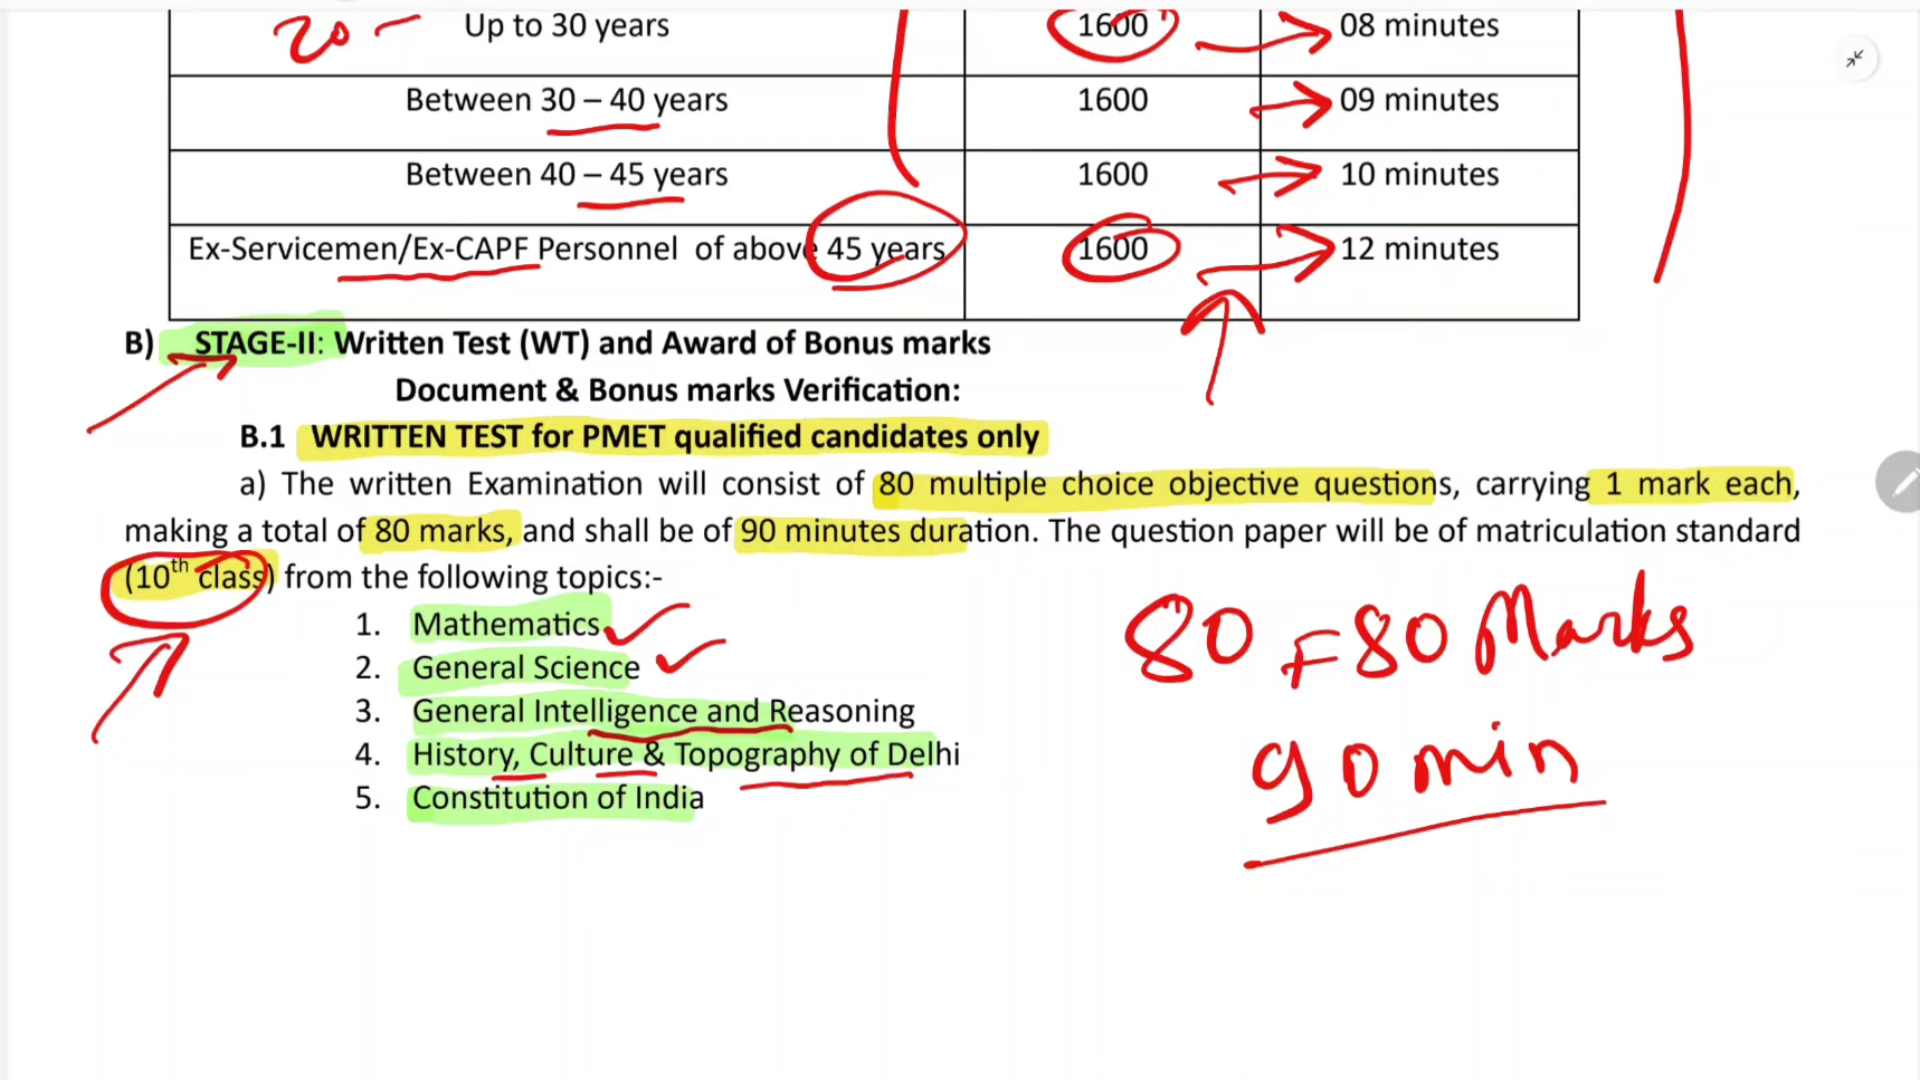 20 - Up to 30 years 1600 08 minutes
Between 30 – 40 years 1600 09 minutes
Between 40 – 45 years 1600 10 minutes
Ex-Servicemen/Ex-CAPF Personnel of above 45 years 1600 12 minutes
B) STAGE-II: Written Test (WT) and Award of Bonus marks
Document & Bonus marks Verification:
B.1 WRITTEN TEST for PMET qualified candidates only
a) The written Examination will consist of 80 multiple choice objective questions, carrying 1 mark each,
making a total of 80 marks, and shall be of 90 minutes duration. The question paper will be of matriculation standard
(10th class) from the following topics:-
1. Mathematics
2. General Science
3. General Intelligence and Reasoning
4. History, Culture & Topography of Delhi
5. Constitution of India
80 = 80 Marks
90 min